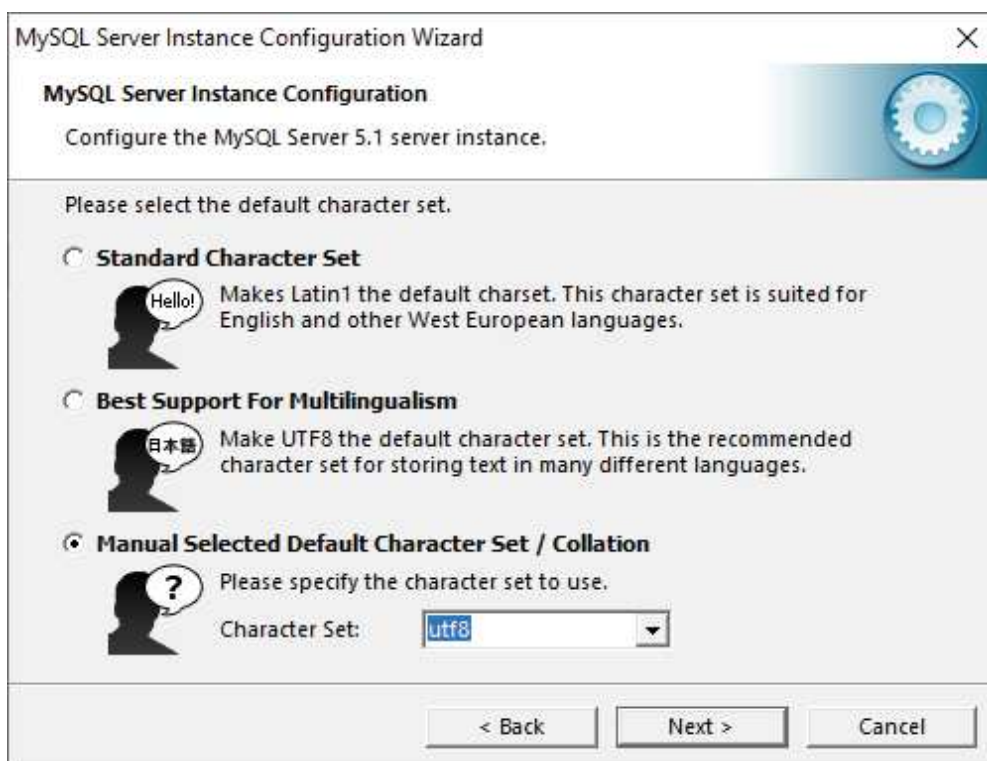 MySQL Server Instance Configuration Wizard
MySQL Server Instance Configuration
Configure the MySQL Server 5.1 server instance.
Please select the default character set.
Standard Character Set
Hello!
Makes Latin1 the default charset. This character set is suited for
English and other West European languages.
Best Support For Multilingualism
日本語
Make UTF8 the default character set. This is the recommended
character set for storing text in many different languages.
Manual Selected Default Character Set / Collation
?
Please specify the character set to use.
Character Set: utf8
< Back Next > Cancel